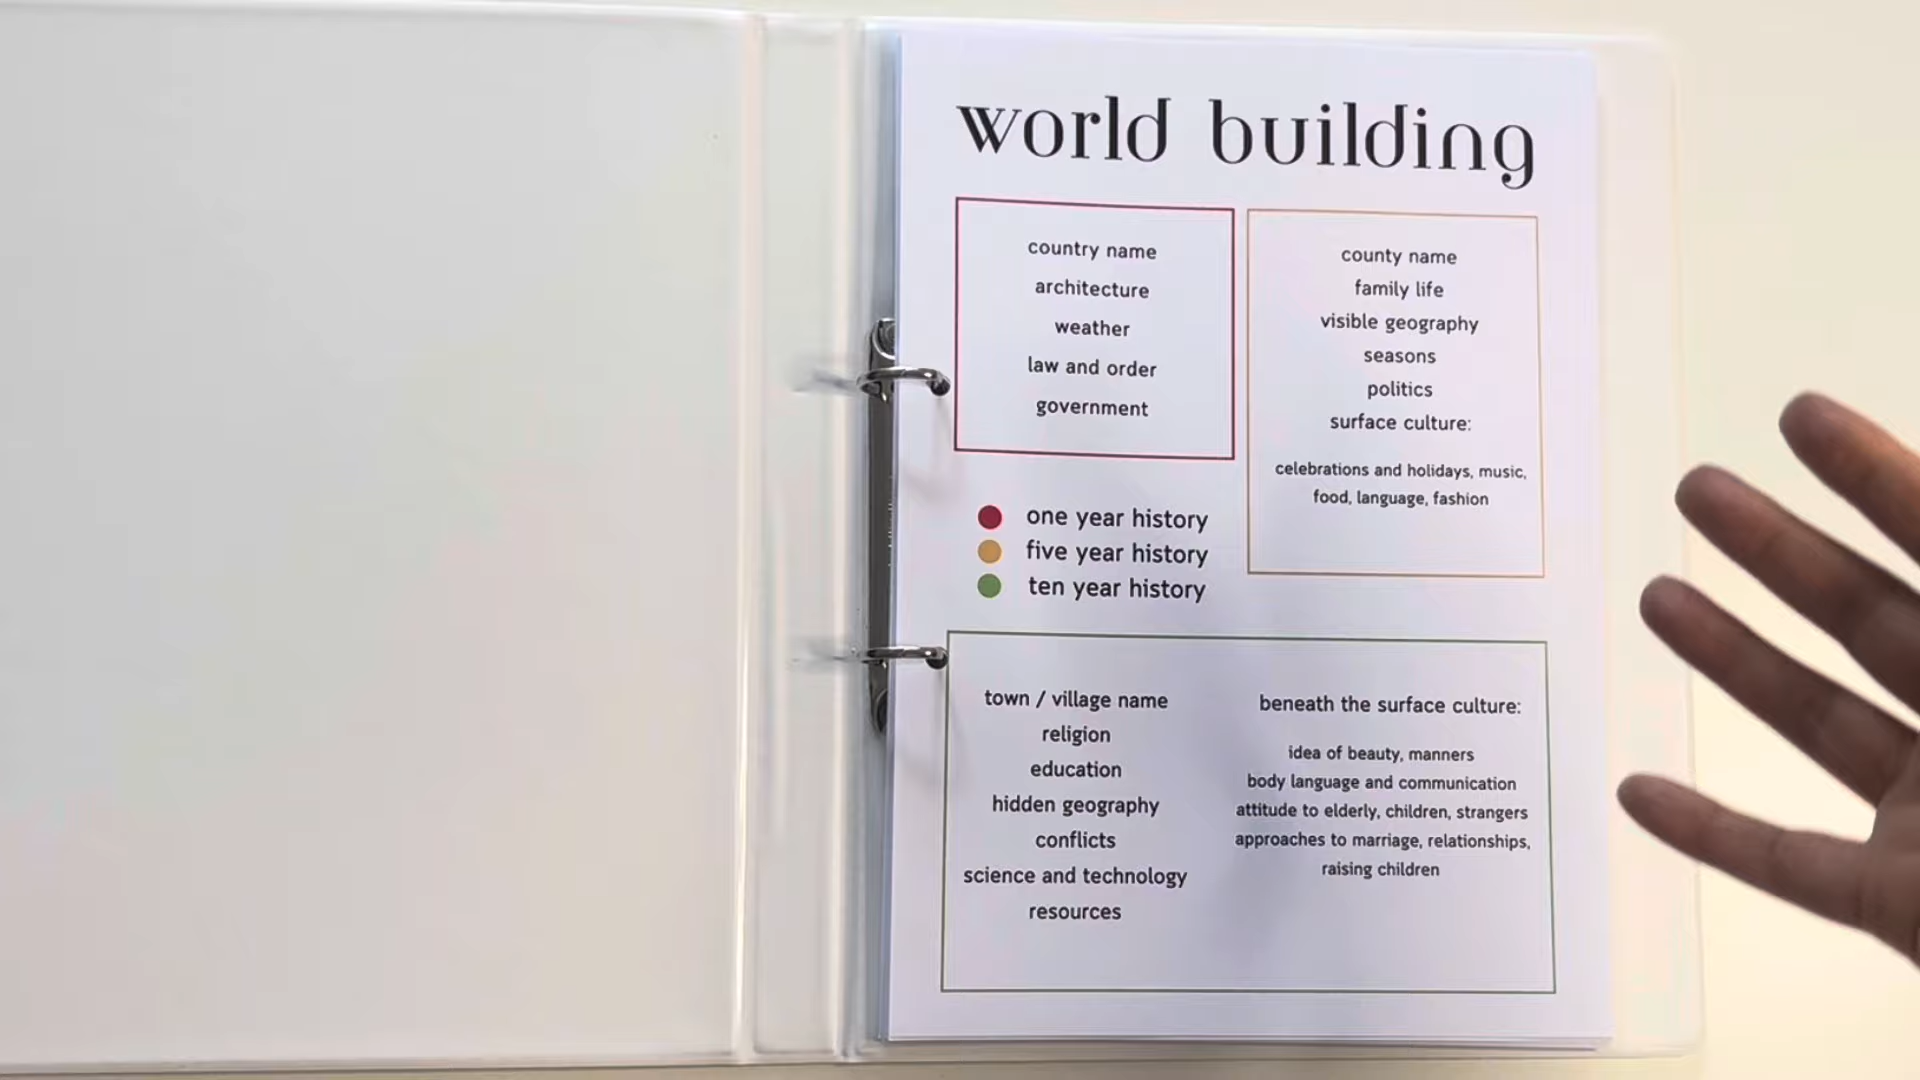 world building
country name
architecture
weather
law and order
government
county name
family life
visible geography
seasons
politics
surface culture:
celebrations and holidays, music,
food, language, fashion
one year history
five year history
ten year history
town / village name
religion
education
hidden geography
conflicts
science and technology
resources
beneath the surface culture:
idea of beauty, manners
body language and communication
attitude to elderly, children, strangers
approaches to marriage, relationships,
raising children